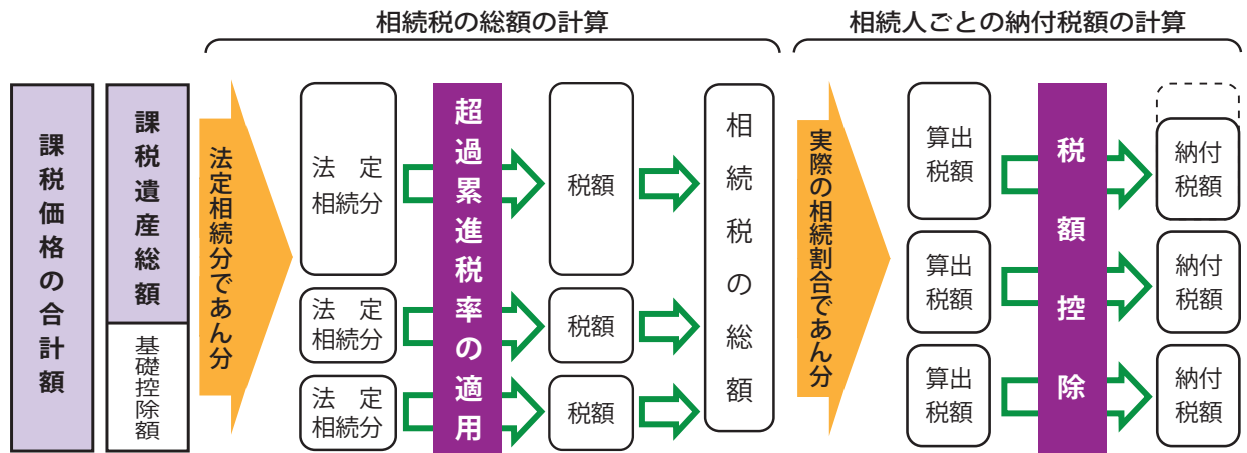 相続税の総額の計算
相続人ごとの納付税額の計算
課税価格の合計額
課税遺産総額
基礎控除額
法定相続分であん分
法　定
相続分
法　定
相続分
法　定
相続分
超過累進税率の適用
税額
税額
税額
相続税の総額
実際の相続割合であん分
算出
税額
算出
税額
算出
税額
税額控除
納付
税額
納付
税額
納付
税額